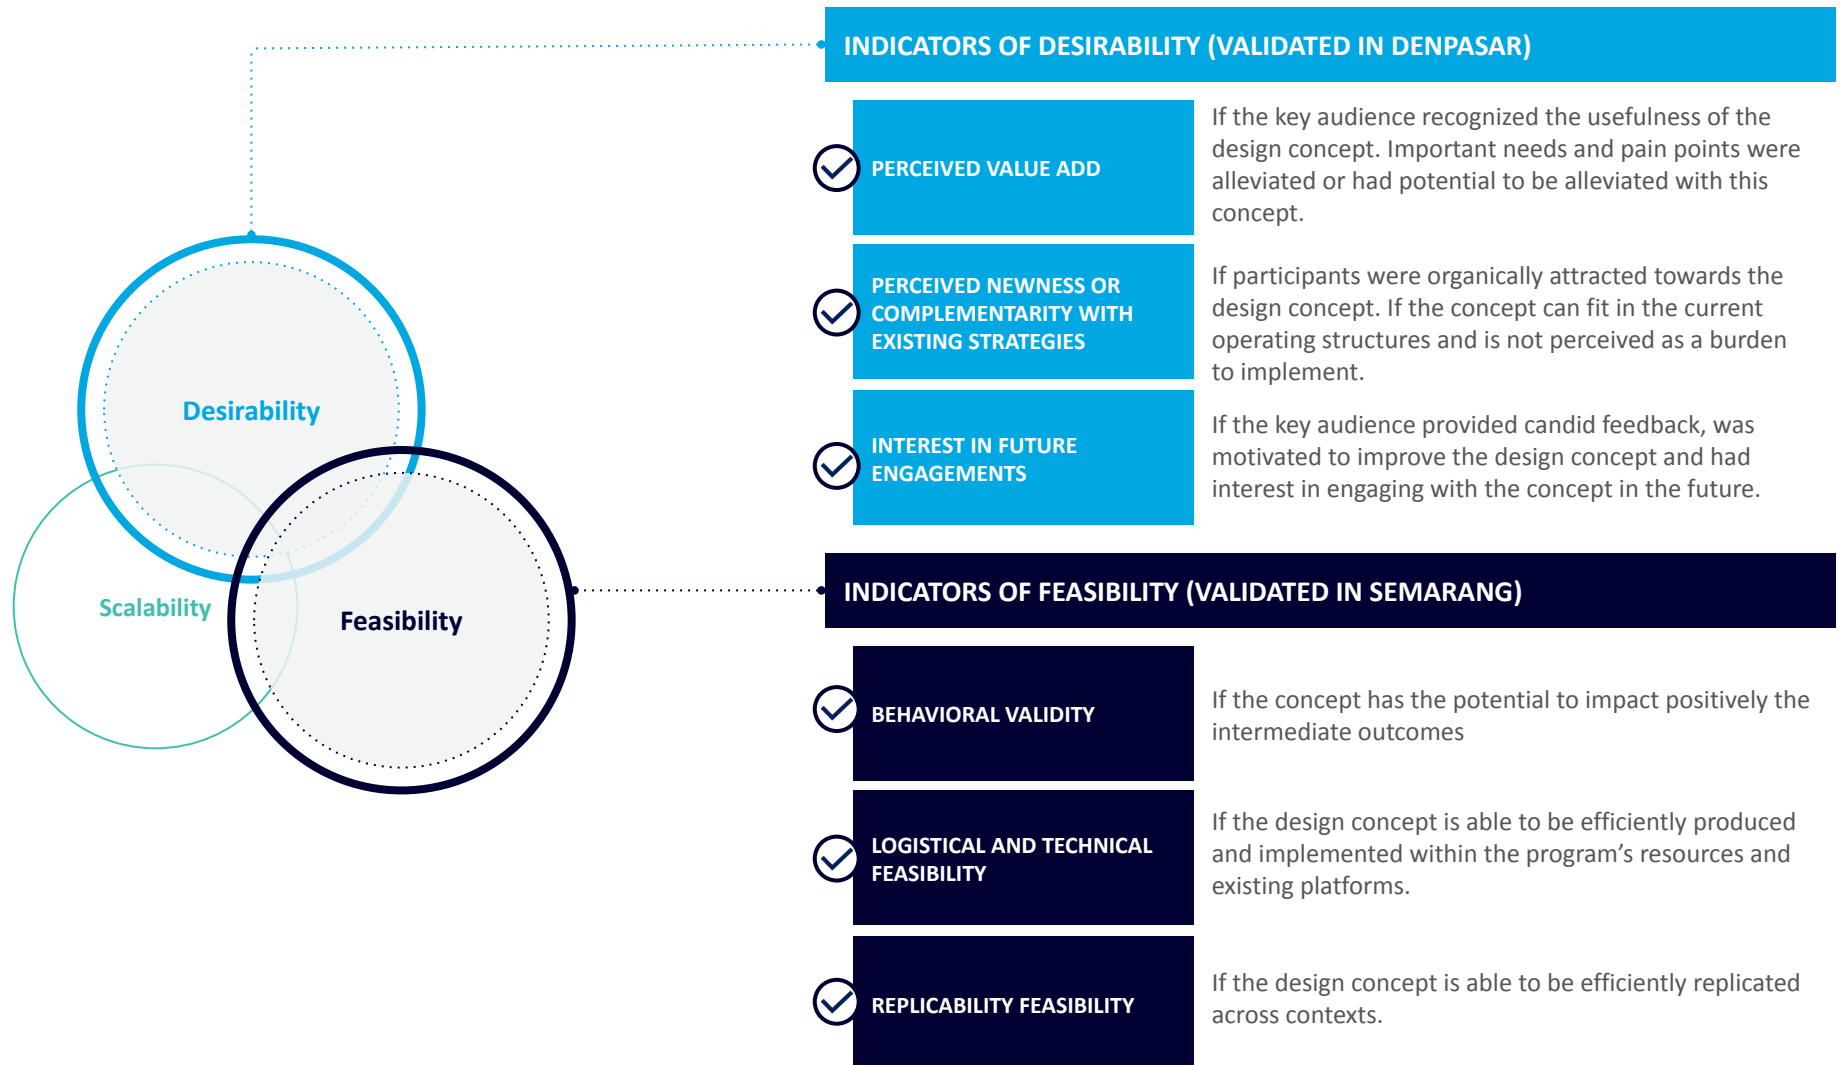 INDICATORS OF DESIRABILITY (VALIDATED IN DENPASAR)
PERCEIVED VALUE ADD
If the key audience recognized the usefulness of the
design concept. Important needs and pain points were
alleviated or had potential to be alleviated with this
concept.
PERCEIVED NEWNESS OR
COMPLEMENTARITY WITH
EXISTING STRATEGIES
If participants were organically attracted towards the
design concept. If the concept can fit in the current
operating structures and is not perceived as a burden
to implement.
INTEREST IN FUTURE
ENGAGEMENTS
If the key audience provided candid feedback, was
motivated to improve the design concept and had
interest in engaging with the concept in the future.
Desirability
Scalability
Feasibility
INDICATORS OF FEASIBILITY (VALIDATED IN SEMARANG)
BEHAVIORAL VALIDITY
If the concept has the potential to impact positively the
intermediate outcomes
LOGISTICAL AND TECHNICAL
FEASIBILITY
If the design concept is able to be efficiently produced
and implemented within the program’s resources and
existing platforms.
REPLICABILITY FEASIBILITY
If the design concept is able to be efficiently replicated
across contexts.